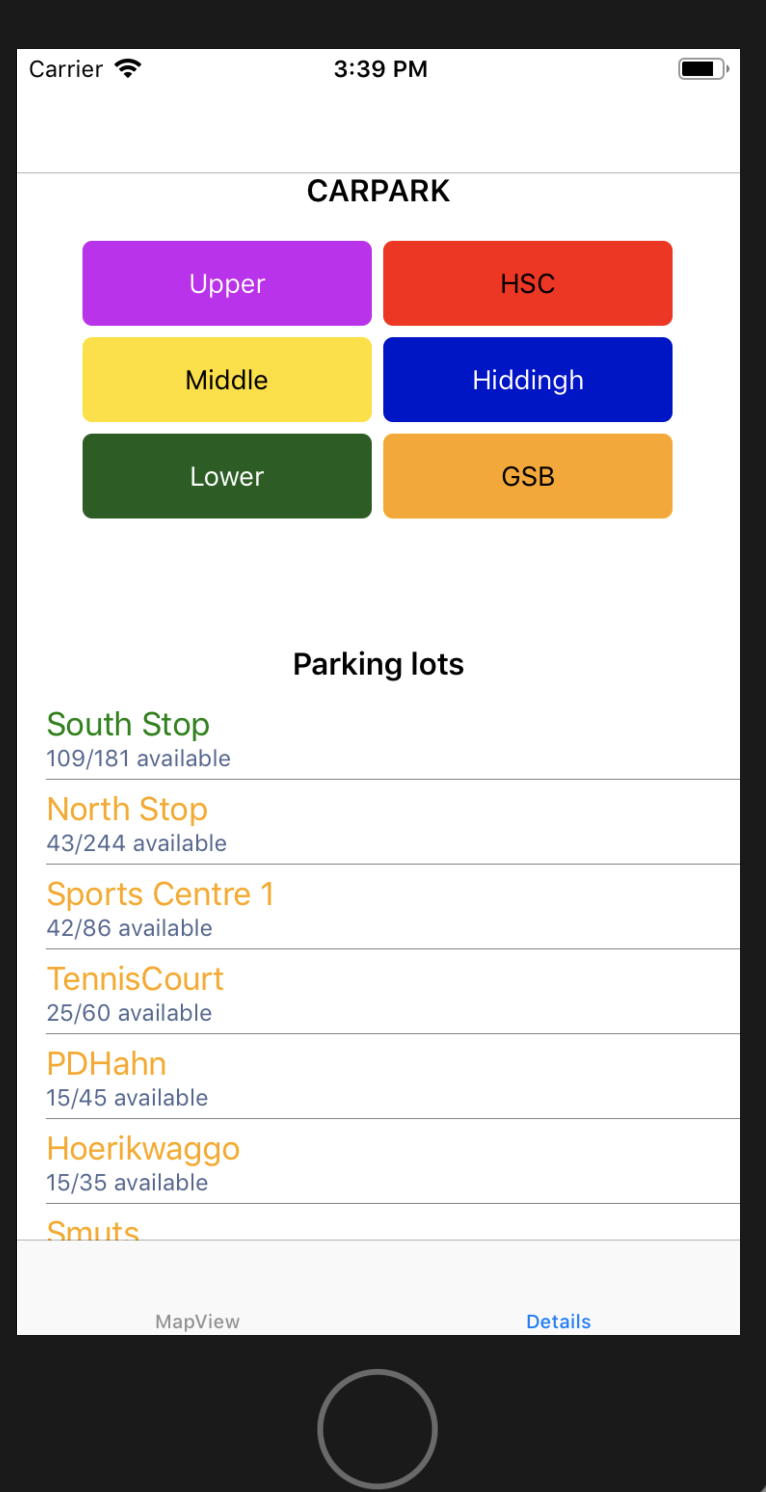 Carrier 3:39 PM
CARPARK
Upper HSC
Middle Hiddingh
Lower GSB
Parking lots
South Stop
109/181 available
North Stop
43/244 available
Sports Centre 1
42/86 available
TennisCourt
25/60 available
PDHahn
15/45 available
Hoerikwaggo
15/35 available
Smuts
MapView Details